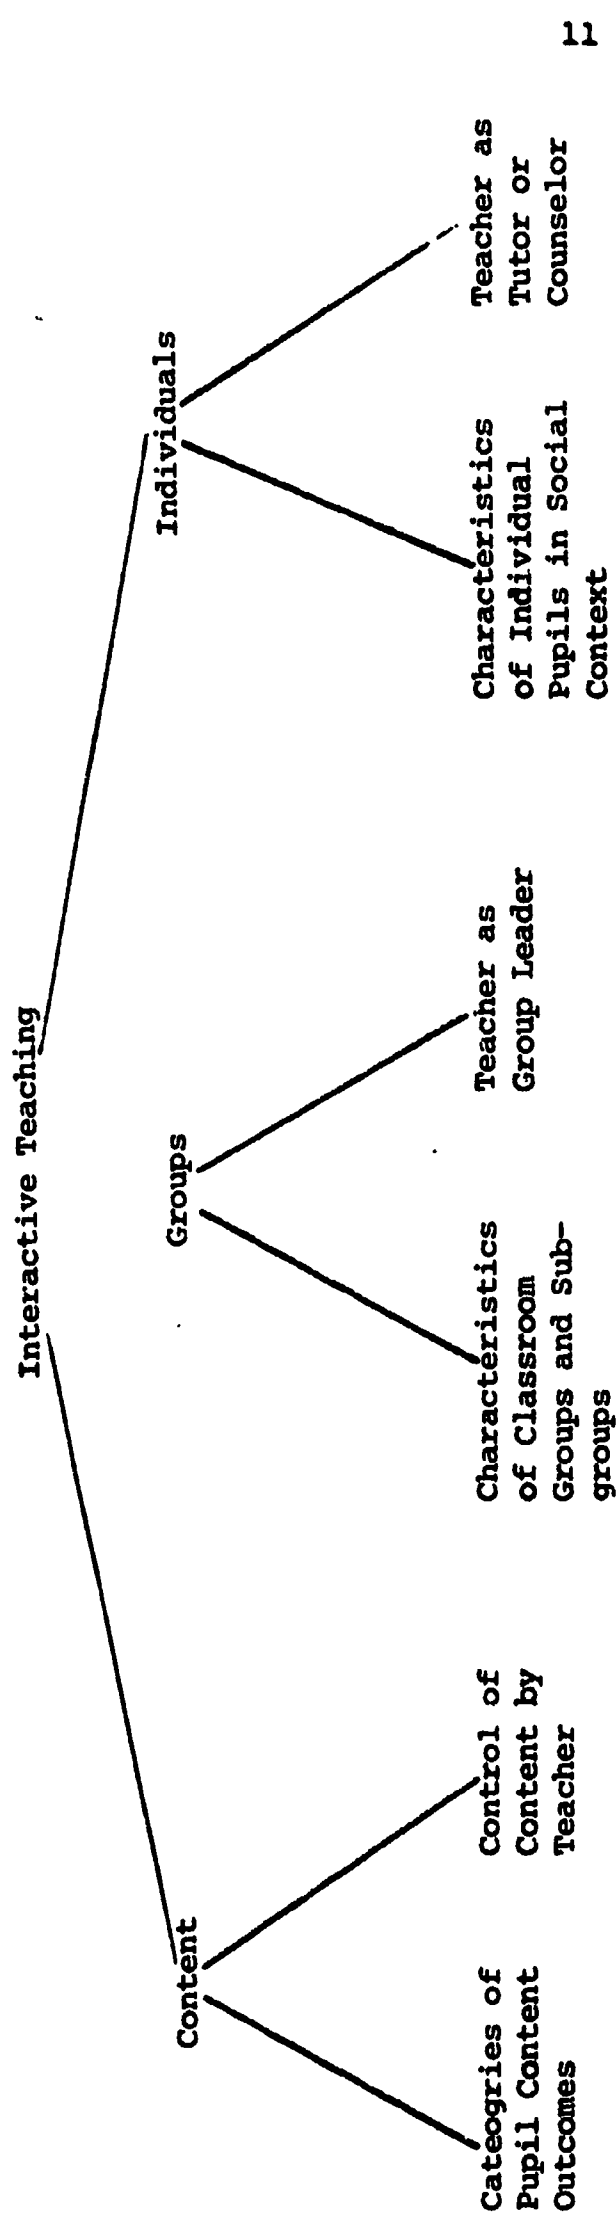 11
Interactive Teaching
Content
Groups
Individuals
Cateogries of
Pupil Content
Outcomes
Control of
Content by
Teacher
Characteristics
of Classroom
Groups and Sub-
groups
Teacher as
Group Leader
Characteristics
of Individual
Pupils in Social
Context
Teacher as
Tutor or
Counselor